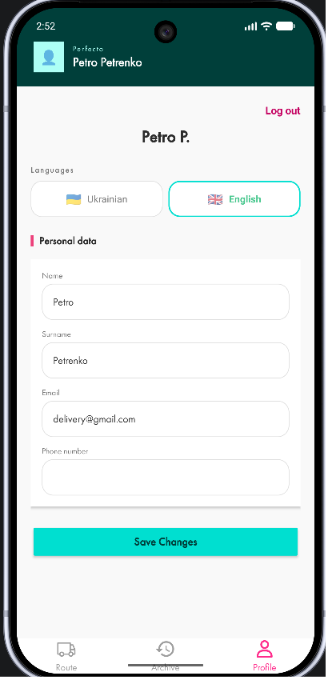 2:52
Perfecto
Petro Petrenko
Log out
Petro P.
Languages
Ukrainian
English
Personal data
Name
Petro
Surname
Petrenko
Email
delivery@gmail.com
Phone number
Save Changes
Route
Archive
Profile